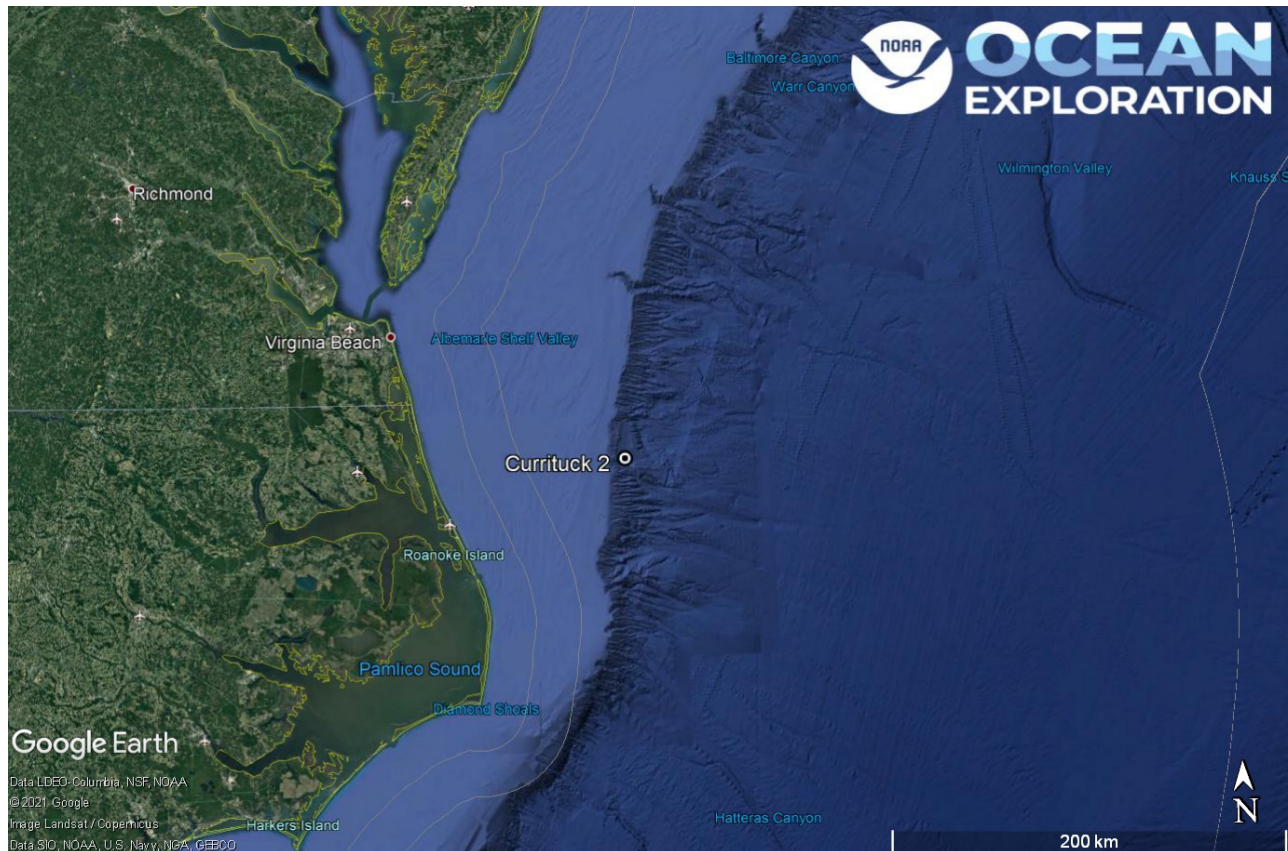 Baltimore Canyon
Warr Canyon
NOAA
OCEAN
EXPLORATION
Wilmington Valley
Knauss S
Richmond
Virginia Beach
Albemarle Shelf Valley
Currituck 2
Roanoke Island
Pamlico Sound
Diamond Shoals
Google Earth
Data LDEO-Columbia, NSF, NOAA
© 2021 Google
Image Landsat / Copernicus
Data SIO, NOAA, U.S. Navy, NGA, GEBCO
Harkers Island
Hatteras Canyon
N
200 km